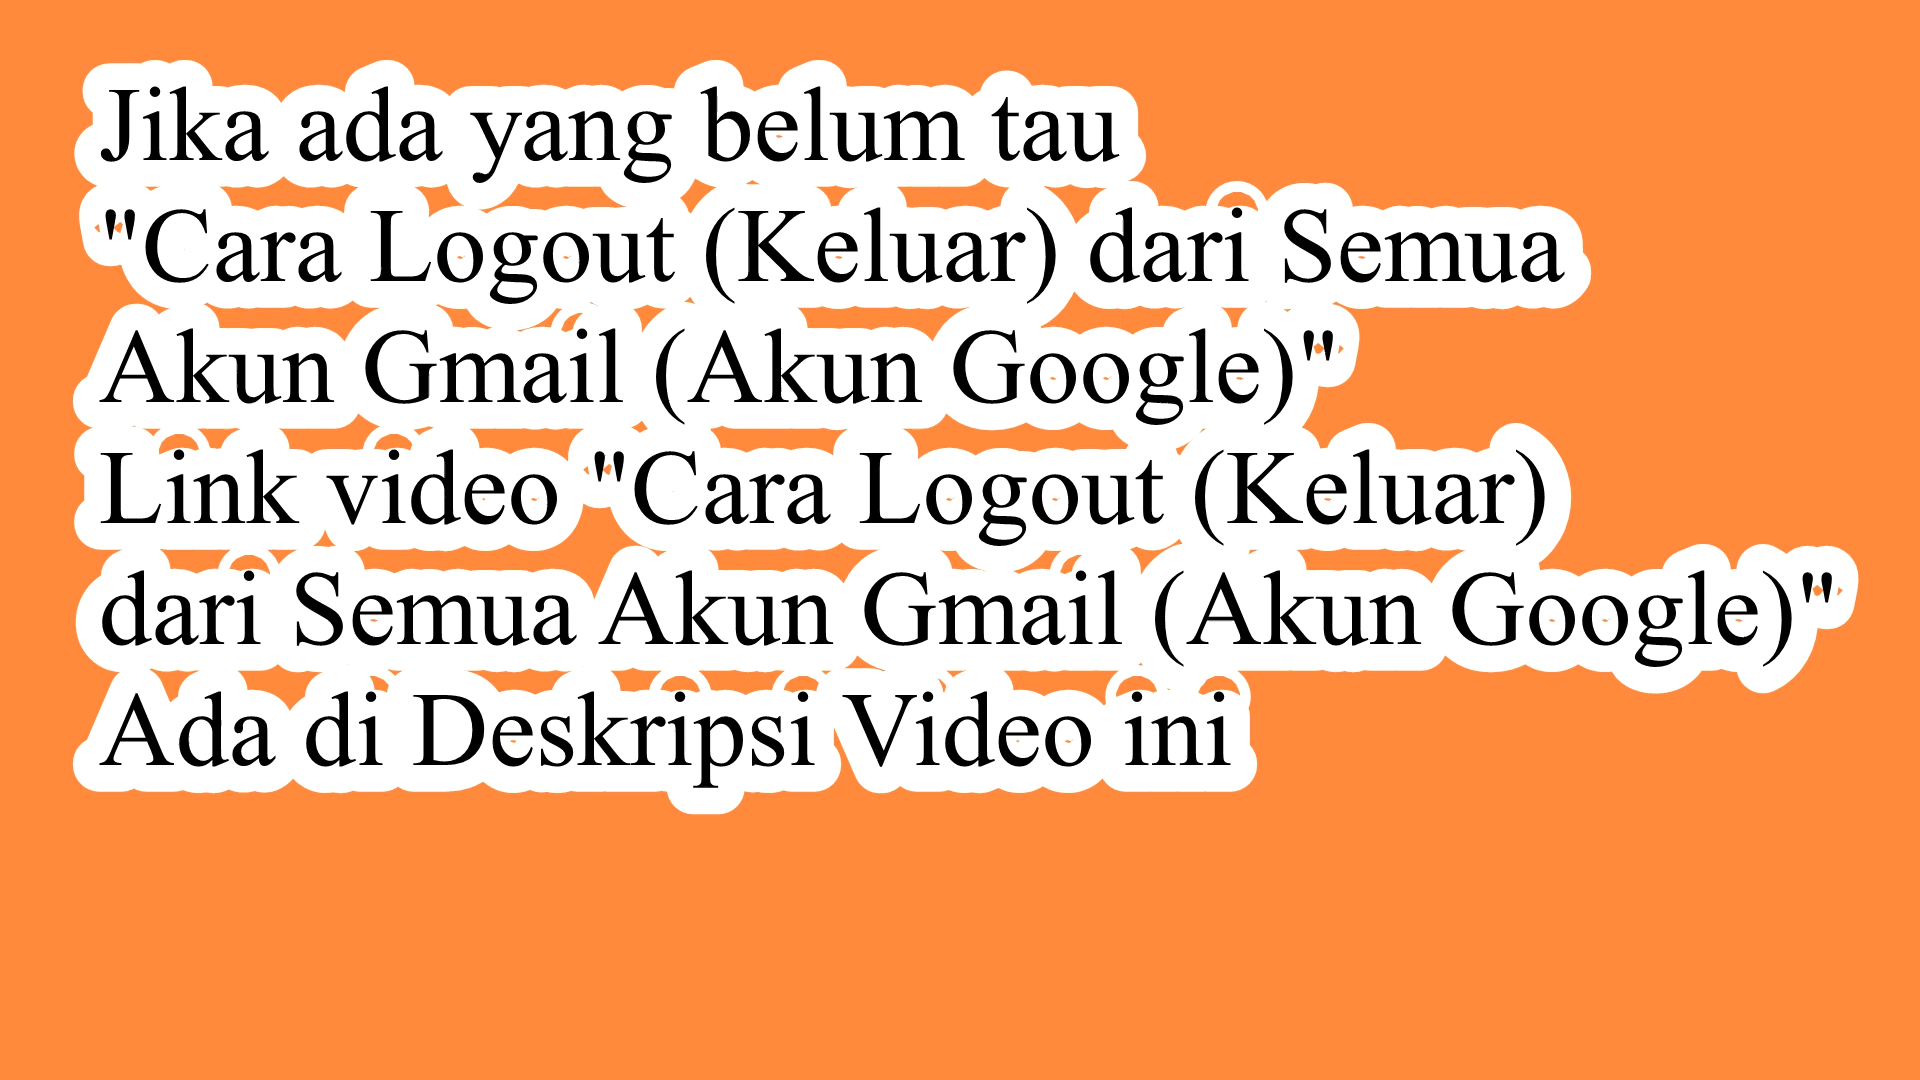 Jika ada yang belum tau
"Cara Logout (Keluar) dari Semua
Akun Gmail (Akun Google)"
Link video "Cara Logout (Keluar)
dari Semua Akun Gmail (Akun Google)"
Ada di Deskripsi Video ini